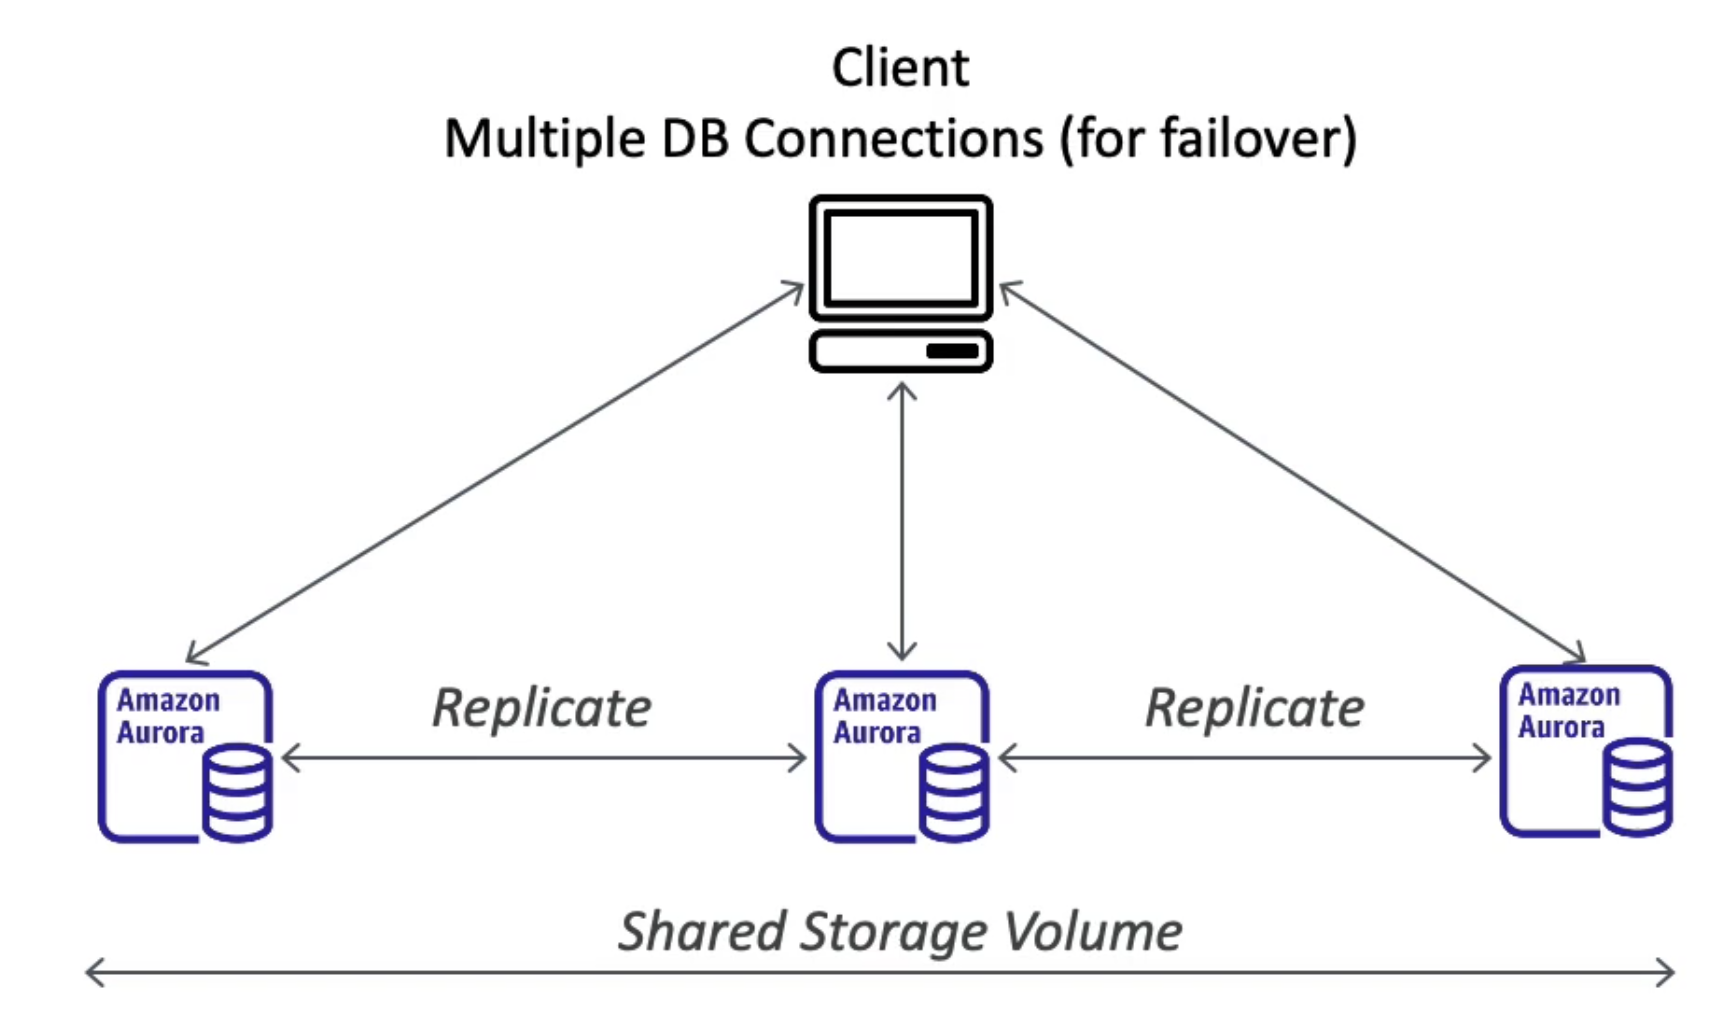 Client
Multiple DB Connections (for failover)
Amazon
Aurora
Replicate
Amazon
Aurora
Replicate
Amazon
Aurora
Shared Storage Volume